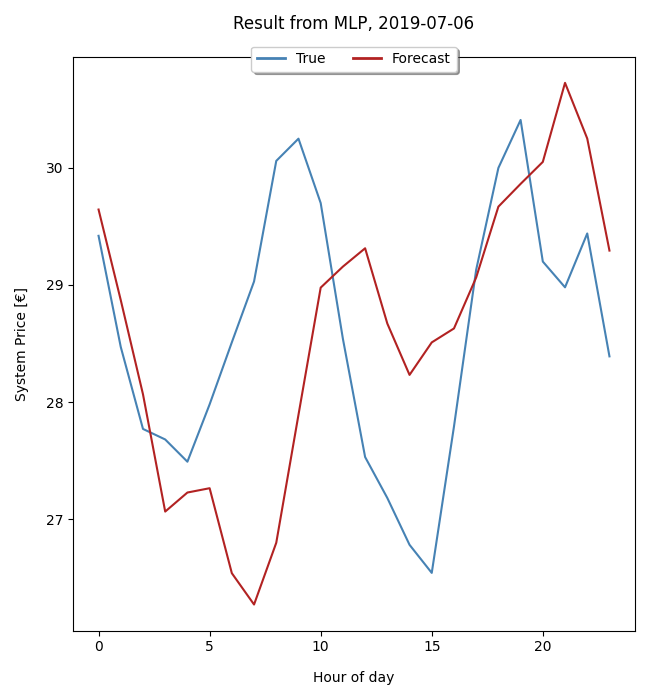 Result from MLP, 2019-07-06
True
Forecast
System Price [€]
30
29
28
27
0
5
10
15
20
Hour of day